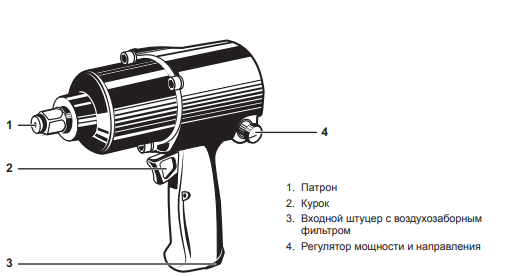 1
4
2
3
1. Патрон
2. Курок
3. Входной штуцер с воздухозаборным
фильтром
4. Регулятор мощности и направления